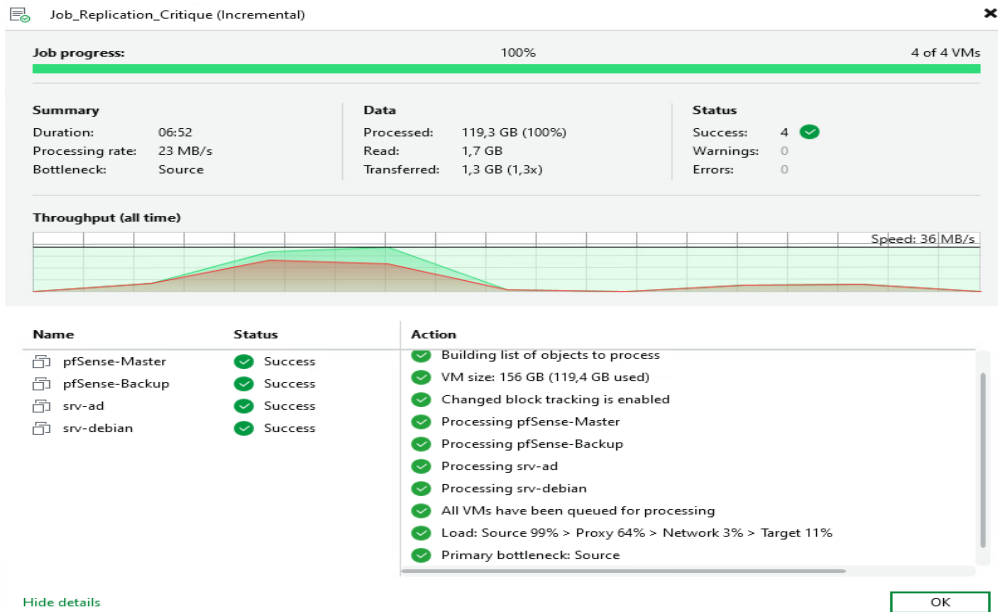 Job_Replication_Critique (Incremental)
Job progress: 100% 4 of 4 VMs
Summary Data Status
Duration: 06:52 Processed: 119,3 GB (100%) Success: 4
Processing rate: 23 MB/s Read: 1,7 GB Warnings: 0
Bottleneck: Source Transferred: 1,3 GB (1,3x) Errors: 0
Throughput (all time)
Speed: 36 MB/s
Name Status Action
Building list of objects to process
pfSense-Master Success VM size: 156 GB (119,4 GB used)
pfSense-Backup Success Changed block tracking is enabled
srv-ad Success Processing pfSense-Master
srv-debian Success Processing pfSense-Backup
Processing srv-ad
Processing srv-debian
All VMs have been queued for processing
Load: Source 99% > Proxy 64% > Network 3% > Target 11%
Primary bottleneck: Source
Hide details OK